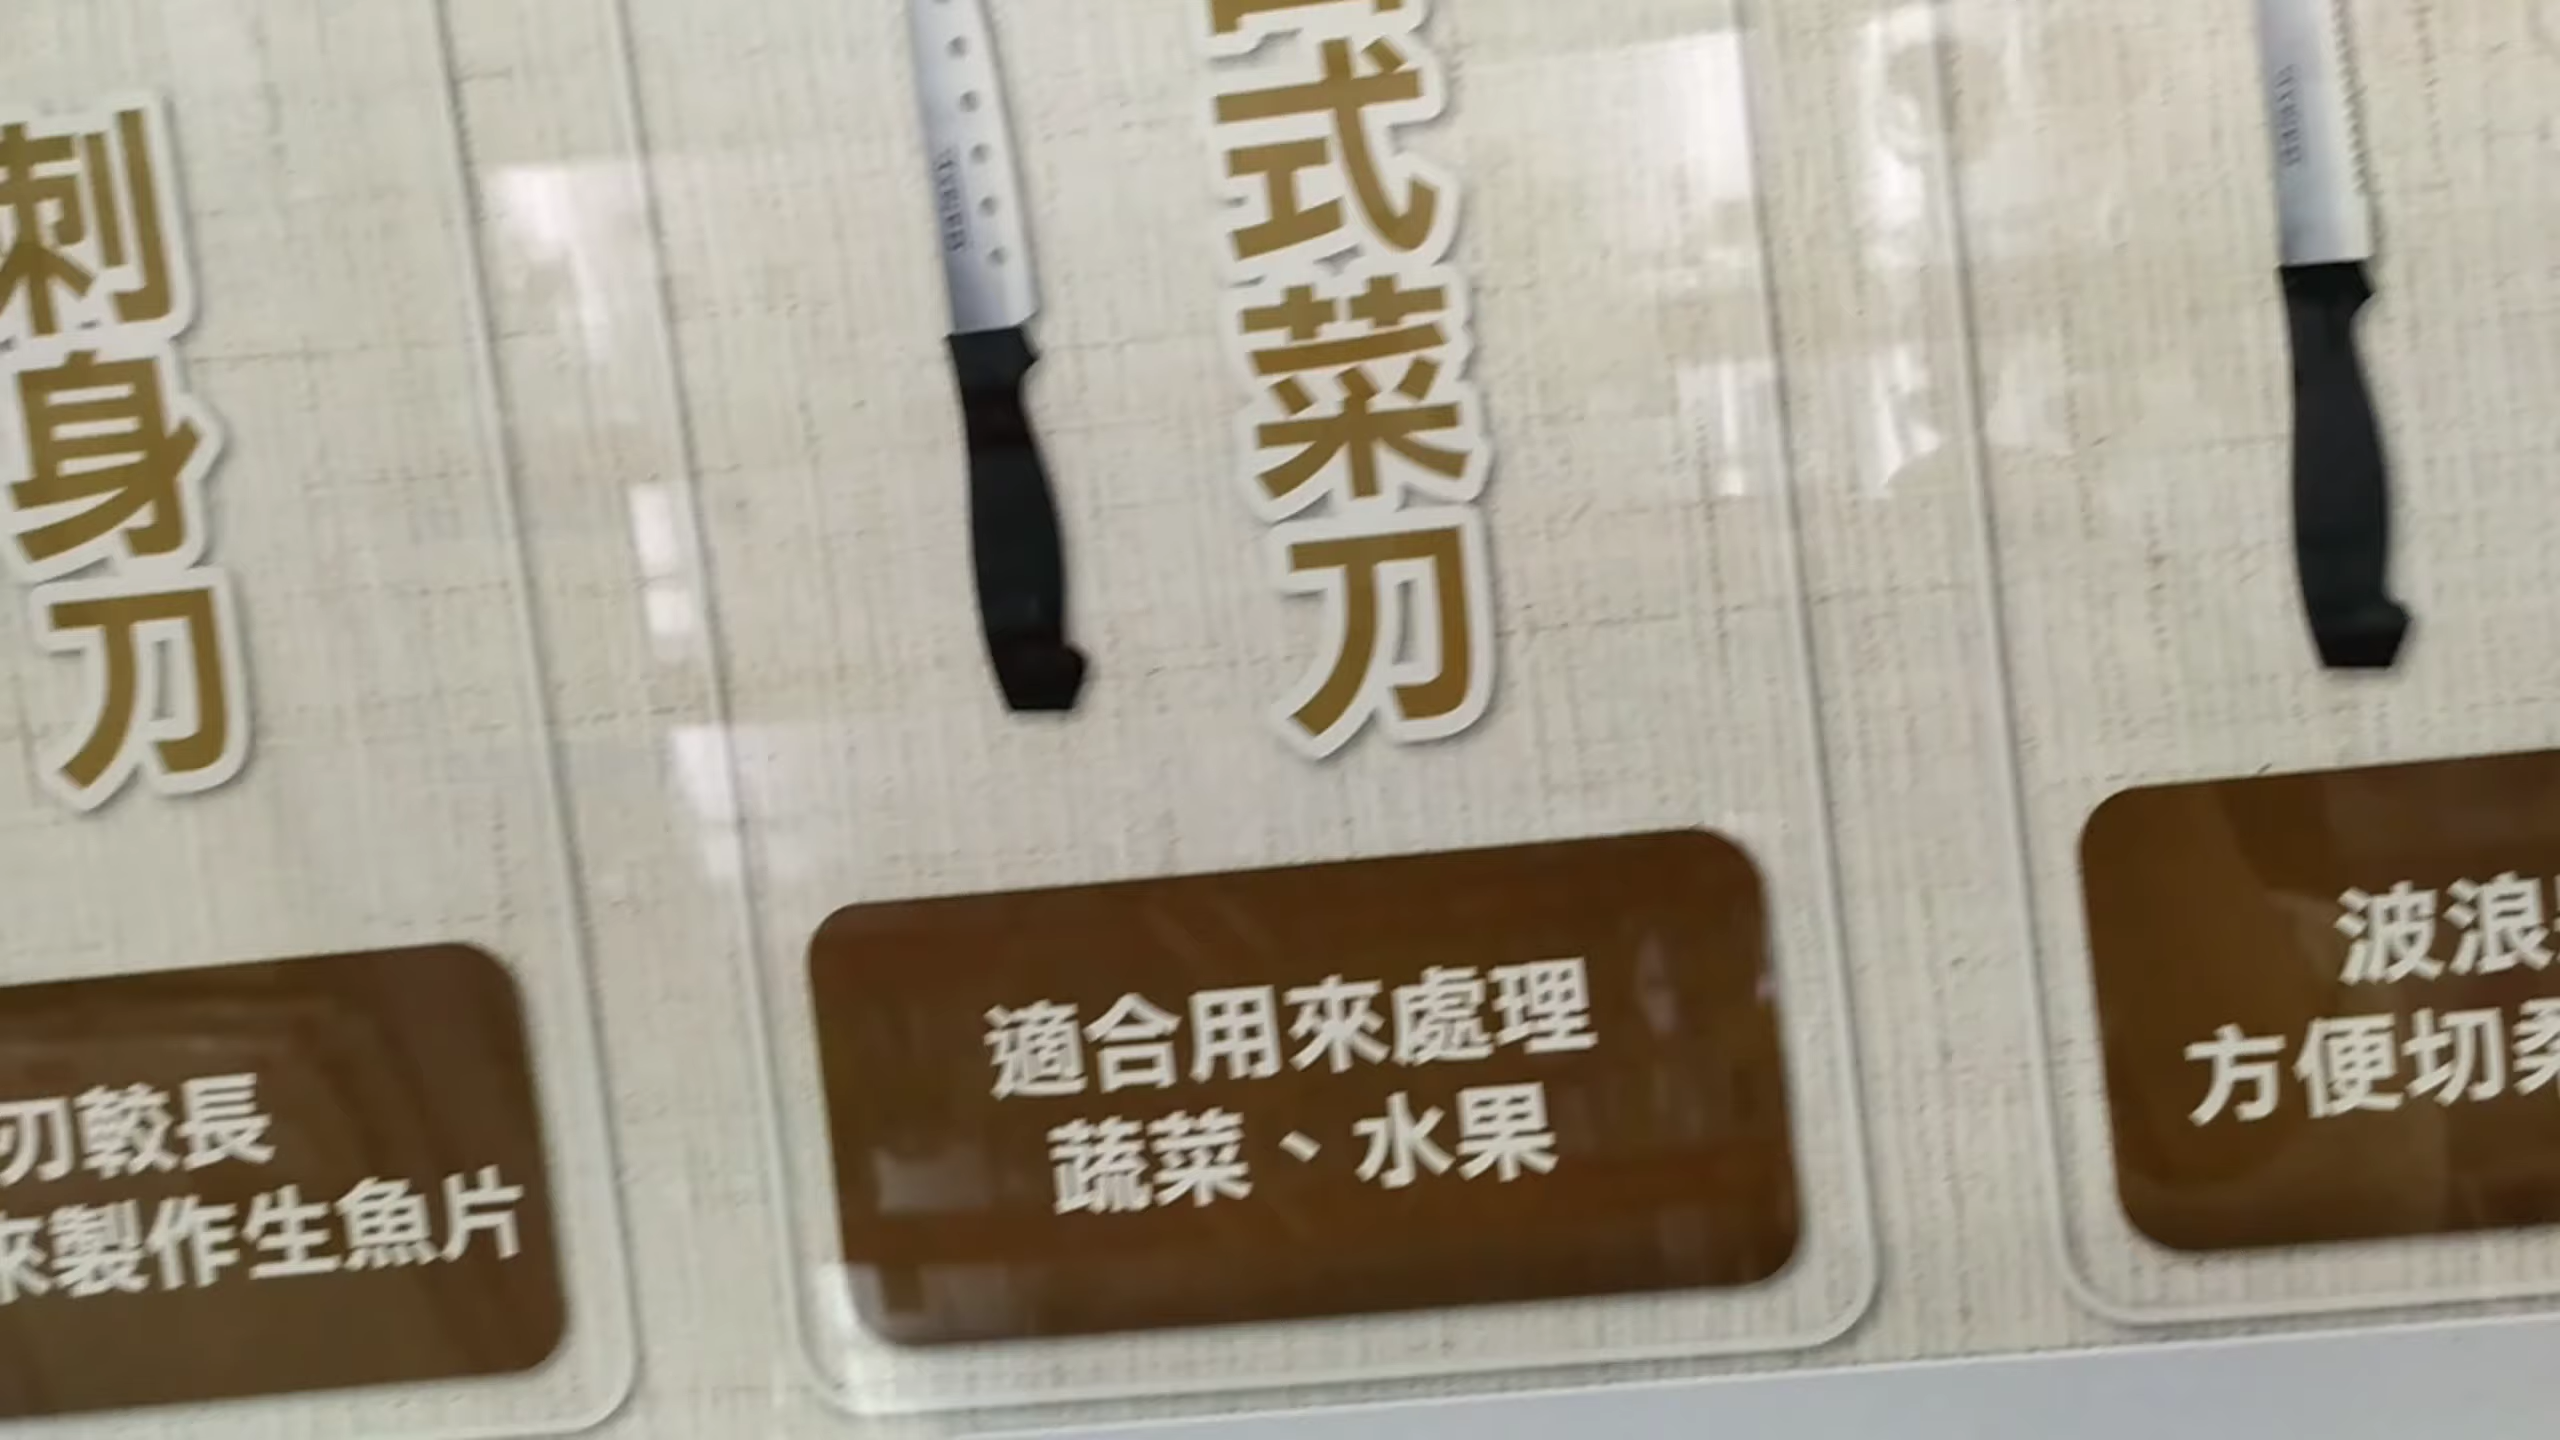 刺身刀
刃較長
來製作生魚片
式菜刀
適合用來處理
蔬菜、水果
波浪
方便切